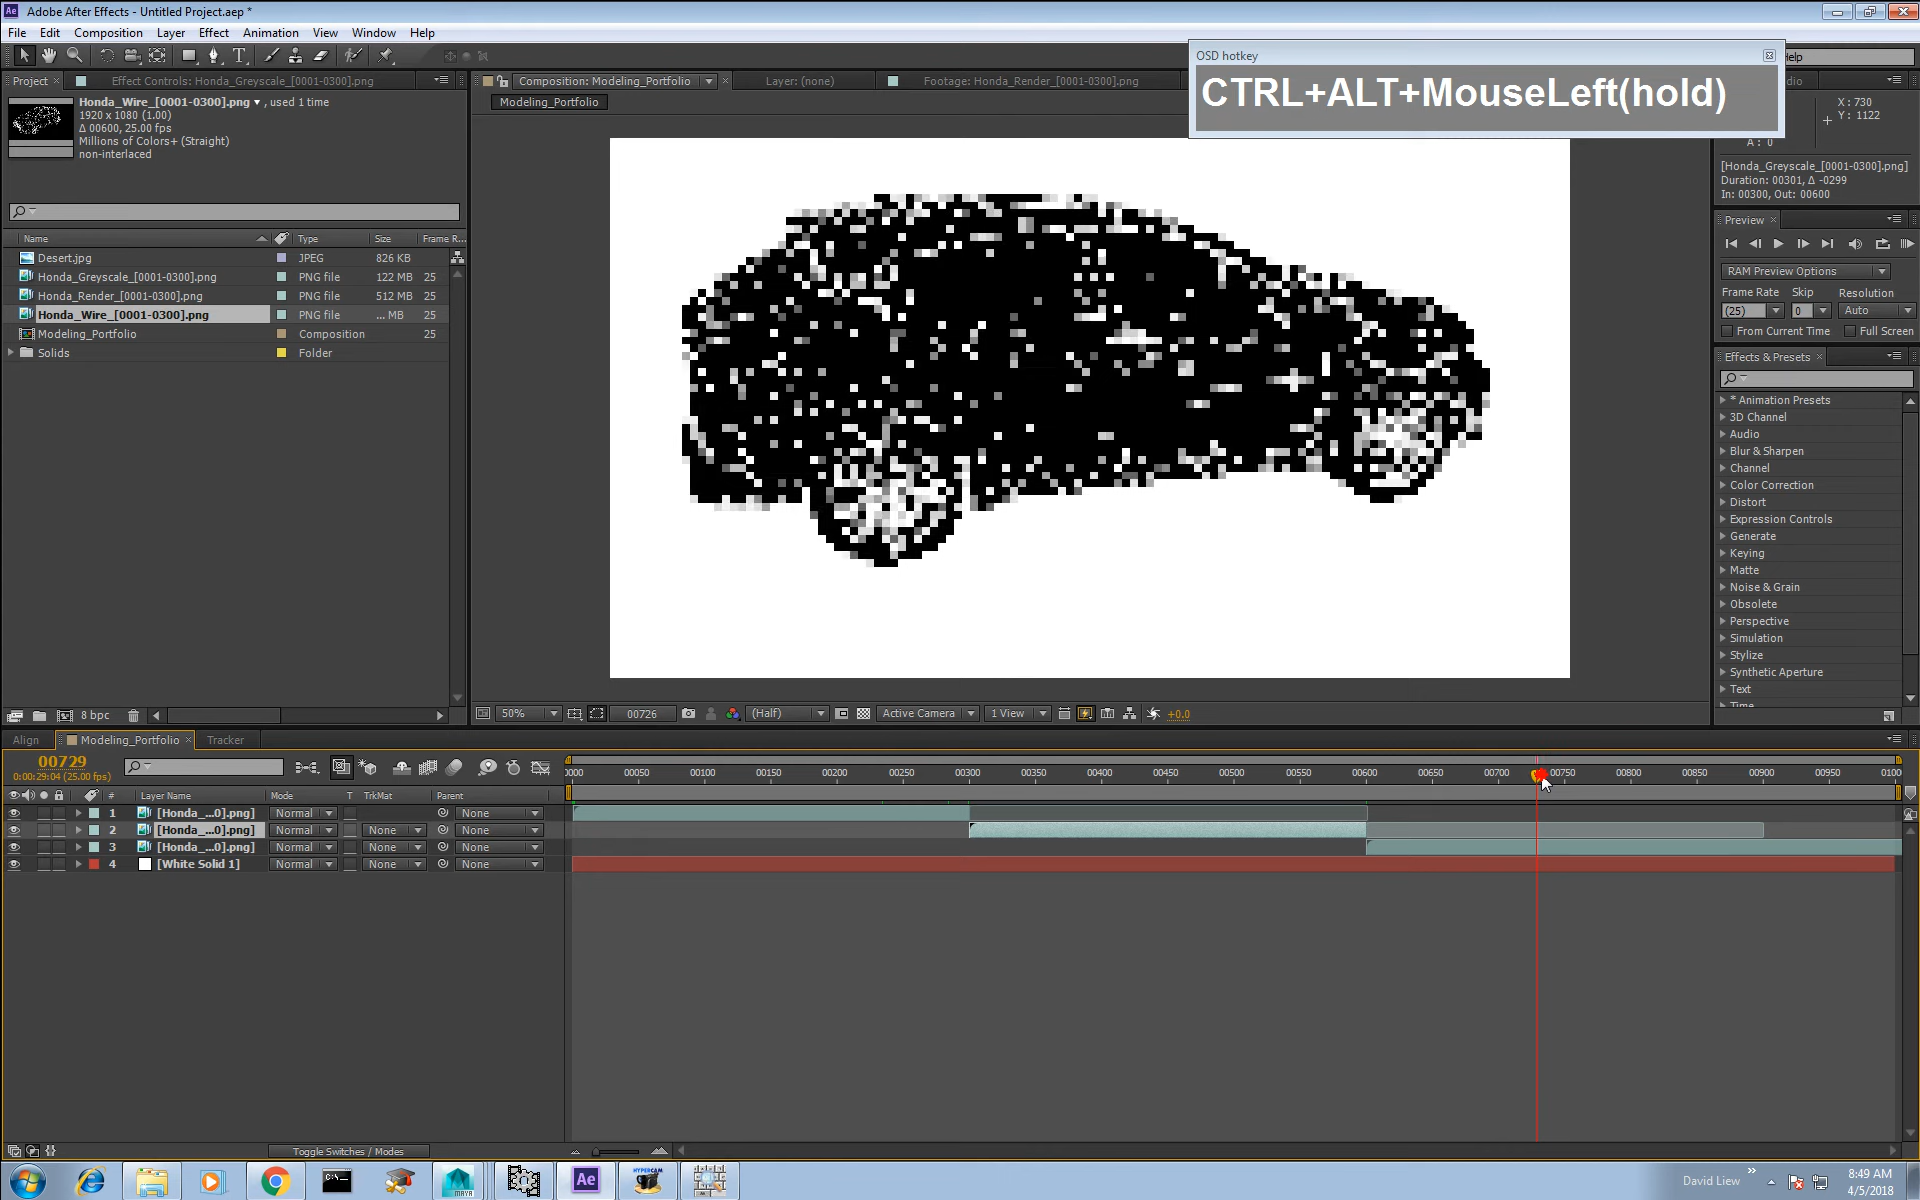 Adobe After Effects - Untitled Project.aep *
File Edit Composition Layer Effect Animation View Window Help
OSD hotkey
CTRL+ALT+MouseLeft(hold)
Help
Project Effect Controls: Honda_Greyscale_[0001-0300].png
Composition: Modeling_Portfolio Layer: (none) Footage: Honda_Render_[0001-0300].png
Modeling_Portfolio
Honda_Wire_[0001-0300].png , used 1 time
1920 x 1080 (1.00)
Δ 00600, 25.00 fps
Millions of Colors+ (Straight)
non-interlaced
X : 730
Y : 1122
A : 0
[Honda_Greyscale_[0001-0300].png]
Duration: 00301, Δ -0299
In: 00300, Out: 00600
Name Type Size Frame R...
Desert.jpg JPEG 826 KB
Honda_Greyscale_[0001-0300].png PNG file 122 MB 25
Honda_Render_[0001-0300].png PNG file 512 MB 25
Honda_Wire_[0001-0300].png PNG file ... MB 25
Modeling_Portfolio Composition 25
Solids Folder
Preview
RAM Preview Options
Frame Rate Skip Resolution
(25) 0 Auto
From Current Time Full Screen
Effects & Presets
* Animation Presets
3D Channel
Audio
Blur & Sharpen
Channel
Color Correction
Distort
Expression Controls
Generate
Keying
Matte
Noise & Grain
Obsolete
Perspective
Simulation
Stylize
Synthetic Aperture
Text
Time
8 bpc
50% 00726 (Half) Active Camera 1 View +0.0
Align Modeling_Portfolio Tracker
00729
0:00:29:04 (25.00 fps)
0000 00050 00100 00150 00200 00250 00300 00350 00400 00450 00500 00550 00600 00650 00700 00750 00800 00850 00900 00950 0100
# Layer Name Mode T TrkMat Parent
1 [Honda_...0].png] Normal None
2 [Honda_...0].png] Normal None None
3 [Honda_...0].png] Normal None None
4 [White Solid 1] Normal None None
Toggle Switches / Modes
C:\_
MAYA
Ae
HYPERCAM
David Liew
8:49 AM
4/5/2018